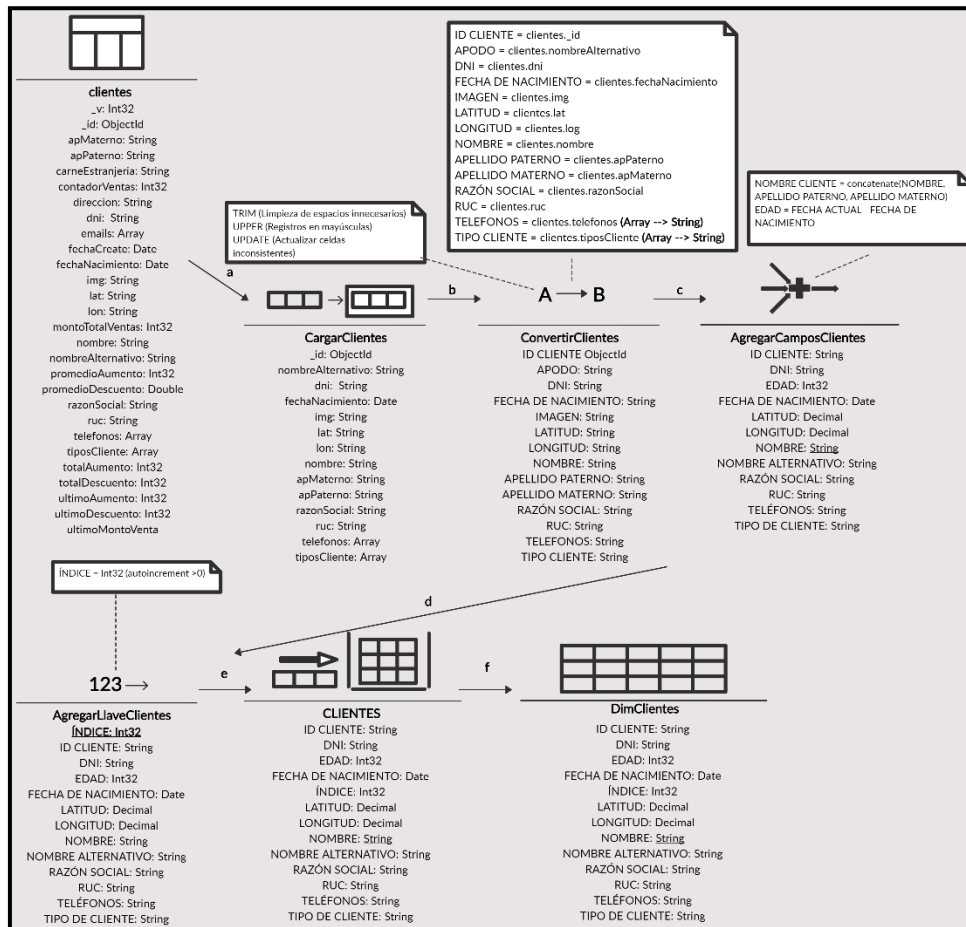 clientes
_v: Int32
_id: ObjectId
apMaterno: String
apPaterno: String
carneEstranjeria: String
contadorVentas: Int32
direccion: String
dni: String
emails: Array
fechaCreate: Date
fechaNacimiento: Date
img: String
lat: String
lon: String
montoTotalVentas: Int32
nombre: String
nombreAlternativo: String
promedioAumento: Int32
promedioDescuento: Double
razonSocial: String
ruc: String
telefonos: Array
tiposCliente: Array
totalAumento: Int32
totalDescuento: Int32
ultimoAumento: Int32
ultimoDescuento: Int32
ultimoMontoVenta
a
TRIM (Limpieza de espacios innecesarios)
UPPER (Registros en mayúsculas)
UPDATE (Actualizar celdas
inconsistentes)
CargarClientes
_id: ObjectId
nombreAlternativo: String
dni: String
fechaNacimiento: Date
img: String
lat: String
lon: String
nombre: String
apMaterno: String
apPaterno: String
razonSocial: String
ruc: String
telefonos: Array
tiposCliente: Array
b
ID CLIENTE = clientes._id
APODO = clientes.nombreAlternativo
DNI = clientes.dni
FECHA DE NACIMIENTO = clientes.fechaNacimiento
IMAGEN = clientes.img
LATITUD = clientes.lat
LONGITUD = clientes.log
NOMBRE = clientes.nombre
APELLIDO PATERNO = clientes.apPaterno
APELLIDO MATERNO = clientes.apMaterno
RAZÓN SOCIAL = clientes.razonSocial
RUC = clientes.ruc
TELEFONOS = clientes.telefonos (Array --> String)
TIPO CLIENTE = clientes.tiposCliente (Array --> String)
A B
ConvertirClientes
ID CLIENTE ObjectId
APODO: String
DNI: String
FECHA DE NACIMIENTO: String
IMAGEN: String
LATITUD: String
LONGITUD: String
NOMBRE: String
APELLIDO PATERNO: String
APELLIDO MATERNO: String
RAZÓN SOCIAL: String
RUC: String
TELEFONOS: String
TIPO CLIENTE: String
c
NOMBRE CLIENTE = concatenate(NOMBRE,
APELLIDO PATERNO, APELLIDO MATERNO)
EDAD = FECHA ACTUAL FECHA DE
NACIMIENTO
AgregarCamposClientes
ID CLIENTE: String
DNI: String
EDAD: Int32
FECHA DE NACIMIENTO: Date
LATITUD: Decimal
LONGITUD: Decimal
NOMBRE: String
NOMBRE ALTERNATIVO: String
RAZÓN SOCIAL: String
RUC: String
TELÉFONOS: String
TIPO DE CLIENTE: String
d
ÍNDICE = Int32 (autoincrement >0)
123
AgregarLlaveClientes
ÍNDICE: Int32
ID CLIENTE: String
DNI: String
EDAD: Int32
FECHA DE NACIMIENTO: Date
LATITUD: Decimal
LONGITUD: Decimal
NOMBRE: String
NOMBRE ALTERNATIVO: String
RAZÓN SOCIAL: String
RUC: String
TELÉFONOS: String
TIPO DE CLIENTE: String
e
CLIENTES
ID CLIENTE: String
DNI: String
EDAD: Int32
FECHA DE NACIMIENTO: Date
ÍNDICE: Int32
LATITUD: Decimal
LONGITUD: Decimal
NOMBRE: String
NOMBRE ALTERNATIVO: String
RAZÓN SOCIAL: String
RUC: String
TELÉFONOS: String
TIPO DE CLIENTE: String
f
DimClientes
ID CLIENTE: String
DNI: String
EDAD: Int32
FECHA DE NACIMIENTO: Date
ÍNDICE: Int32
LATITUD: Decimal
LONGITUD: Decimal
NOMBRE: String
NOMBRE ALTERNATIVO: String
RAZÓN SOCIAL: String
RUC: String
TELÉFONOS: String
TIPO DE CLIENTE: String